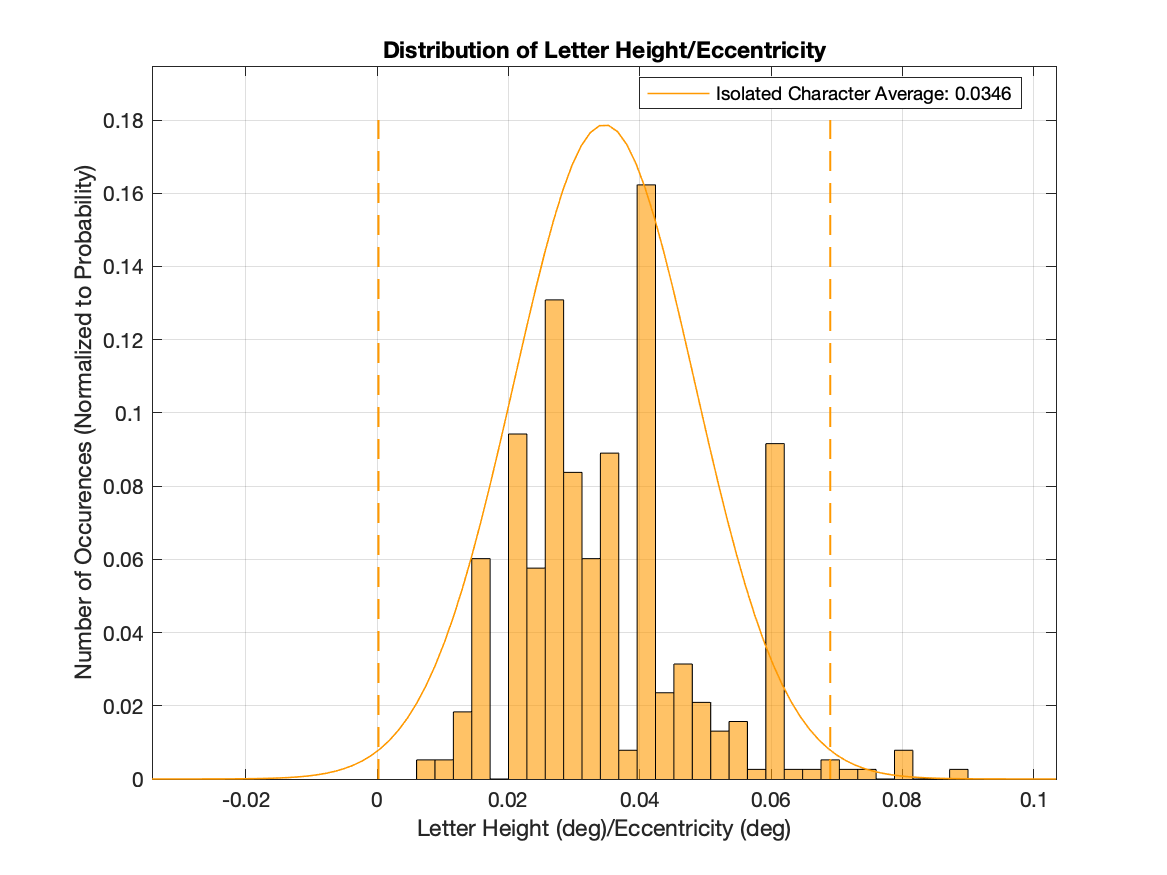 Distribution of Letter Height/Eccentricity
Isolated Character Average: 0.0346
Number of Occurences (Normalized to Probability)
0.18
0.16
0.14
0.12
0.1
0.08
0.06
0.04
0.02
0
-0.02 0 0.02 0.04 0.06 0.08 0.1
Letter Height (deg)/Eccentricity (deg)